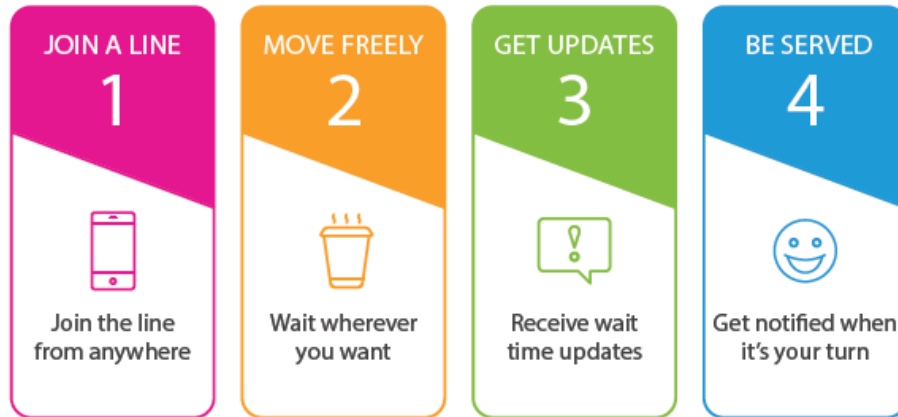 JOIN A LINE
1
Join the line
from anywhere
MOVE FREELY
2
Wait wherever
you want
GET UPDATES
3
Receive wait
time updates
BE SERVED
4
Get notified when
it's your turn